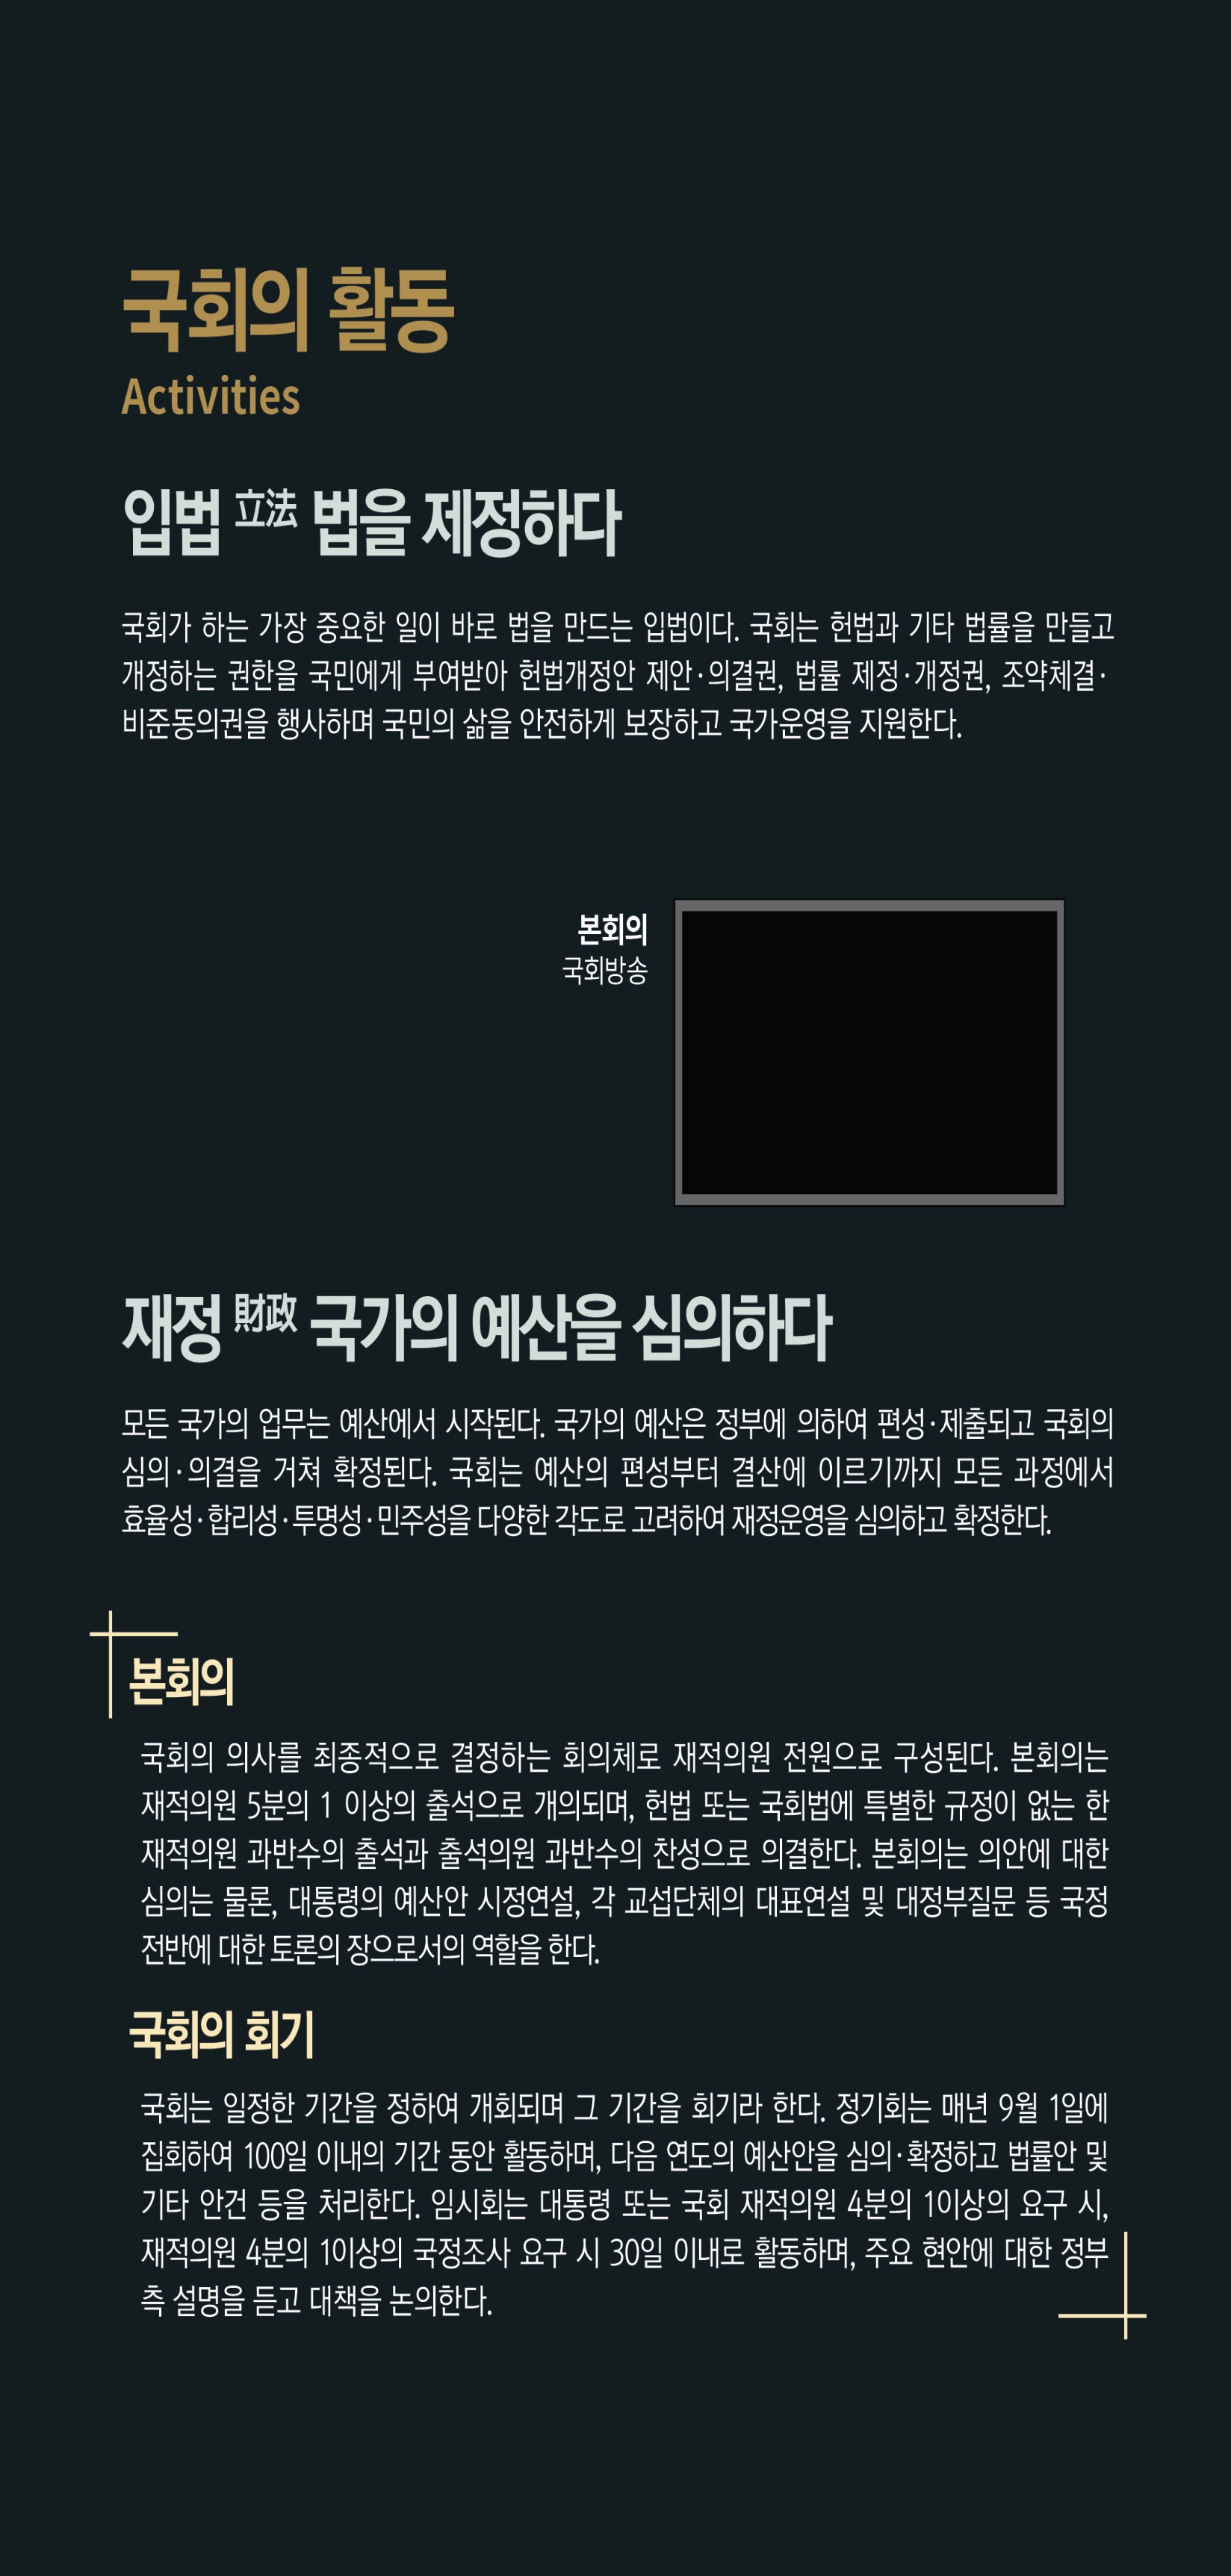 국회의 활동
Activities
입법 立法 법을 제정하다
국회가 하는 가장 중요한 일이 바로 법을 만드는 입법이다. 국회는 헌법과 기타 법률을 만들고
개정하는 권한을 국민에게 부여받아 헌법개정안 제안·의결권, 법률 제정·개정권, 조약체결·
비준동의권을 행사하며 국민의 삶을 안전하게 보장하고 국가운영을 지원한다.
본회의
국회방송
재정 財政 국가의 예산을 심의하다
모든 국가의 업무는 예산에서 시작된다. 국가의 예산은 정부에 의하여 편성·제출되고 국회의
심의·의결을 거쳐 확정된다. 국회는 예산의 편성부터 결산에 이르기까지 모든 과정에서
효율성·합리성·투명성·민주성을 다양한 각도로 고려하여 재정운영을 심의하고 확정한다.
본회의
국회의 의사를 최종적으로 결정하는 회의체로 재적의원 전원으로 구성된다. 본회의는
재적의원 5분의 1 이상의 출석으로 개의되며, 헌법 또는 국회법에 특별한 규정이 없는 한
재적의원 과반수의 출석과 출석의원 과반수의 찬성으로 의결한다. 본회의는 의안에 대한
심의는 물론, 대통령의 예산안 시정연설, 각 교섭단체의 대표연설 및 대정부질문 등 국정
전반에 대한 토론의 장으로서의 역할을 한다.
국회의 회기
국회는 일정한 기간을 정하여 개회되며 그 기간을 회기라 한다. 정기회는 매년 9월 1일에
집회하여 100일 이내의 기간 동안 활동하며, 다음 연도의 예산안을 심의·확정하고 법률안 및
기타 안건 등을 처리한다. 임시회는 대통령 또는 국회 재적의원 4분의 1이상의 요구 시,
재적의원 4분의 1이상의 국정조사 요구 시 30일 이내로 활동하며, 주요 현안에 대한 정부
측 설명을 듣고 대책을 논의한다.